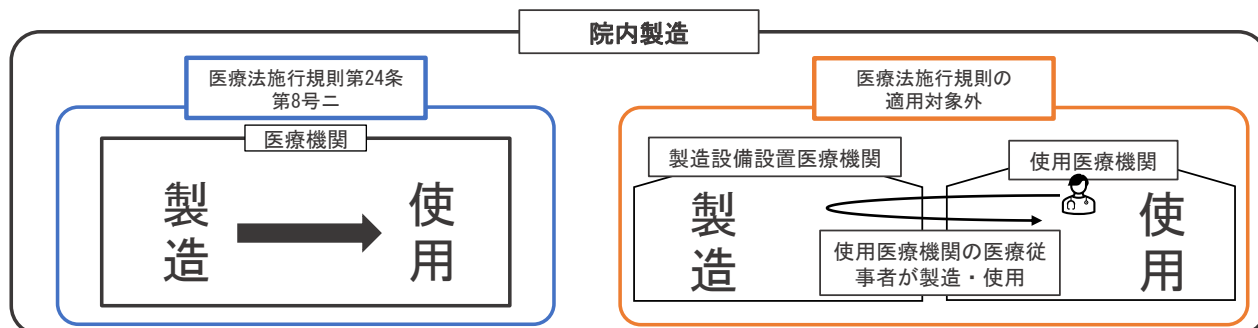 院内製造
医療法施行規則第24条
第8号ニ
医療機関
製造
使用
医療法施行規則の
適用対象外
製造設備設置医療機関
使用医療機関
製造
使用
使用医療機関の医療従
事者が製造・使用